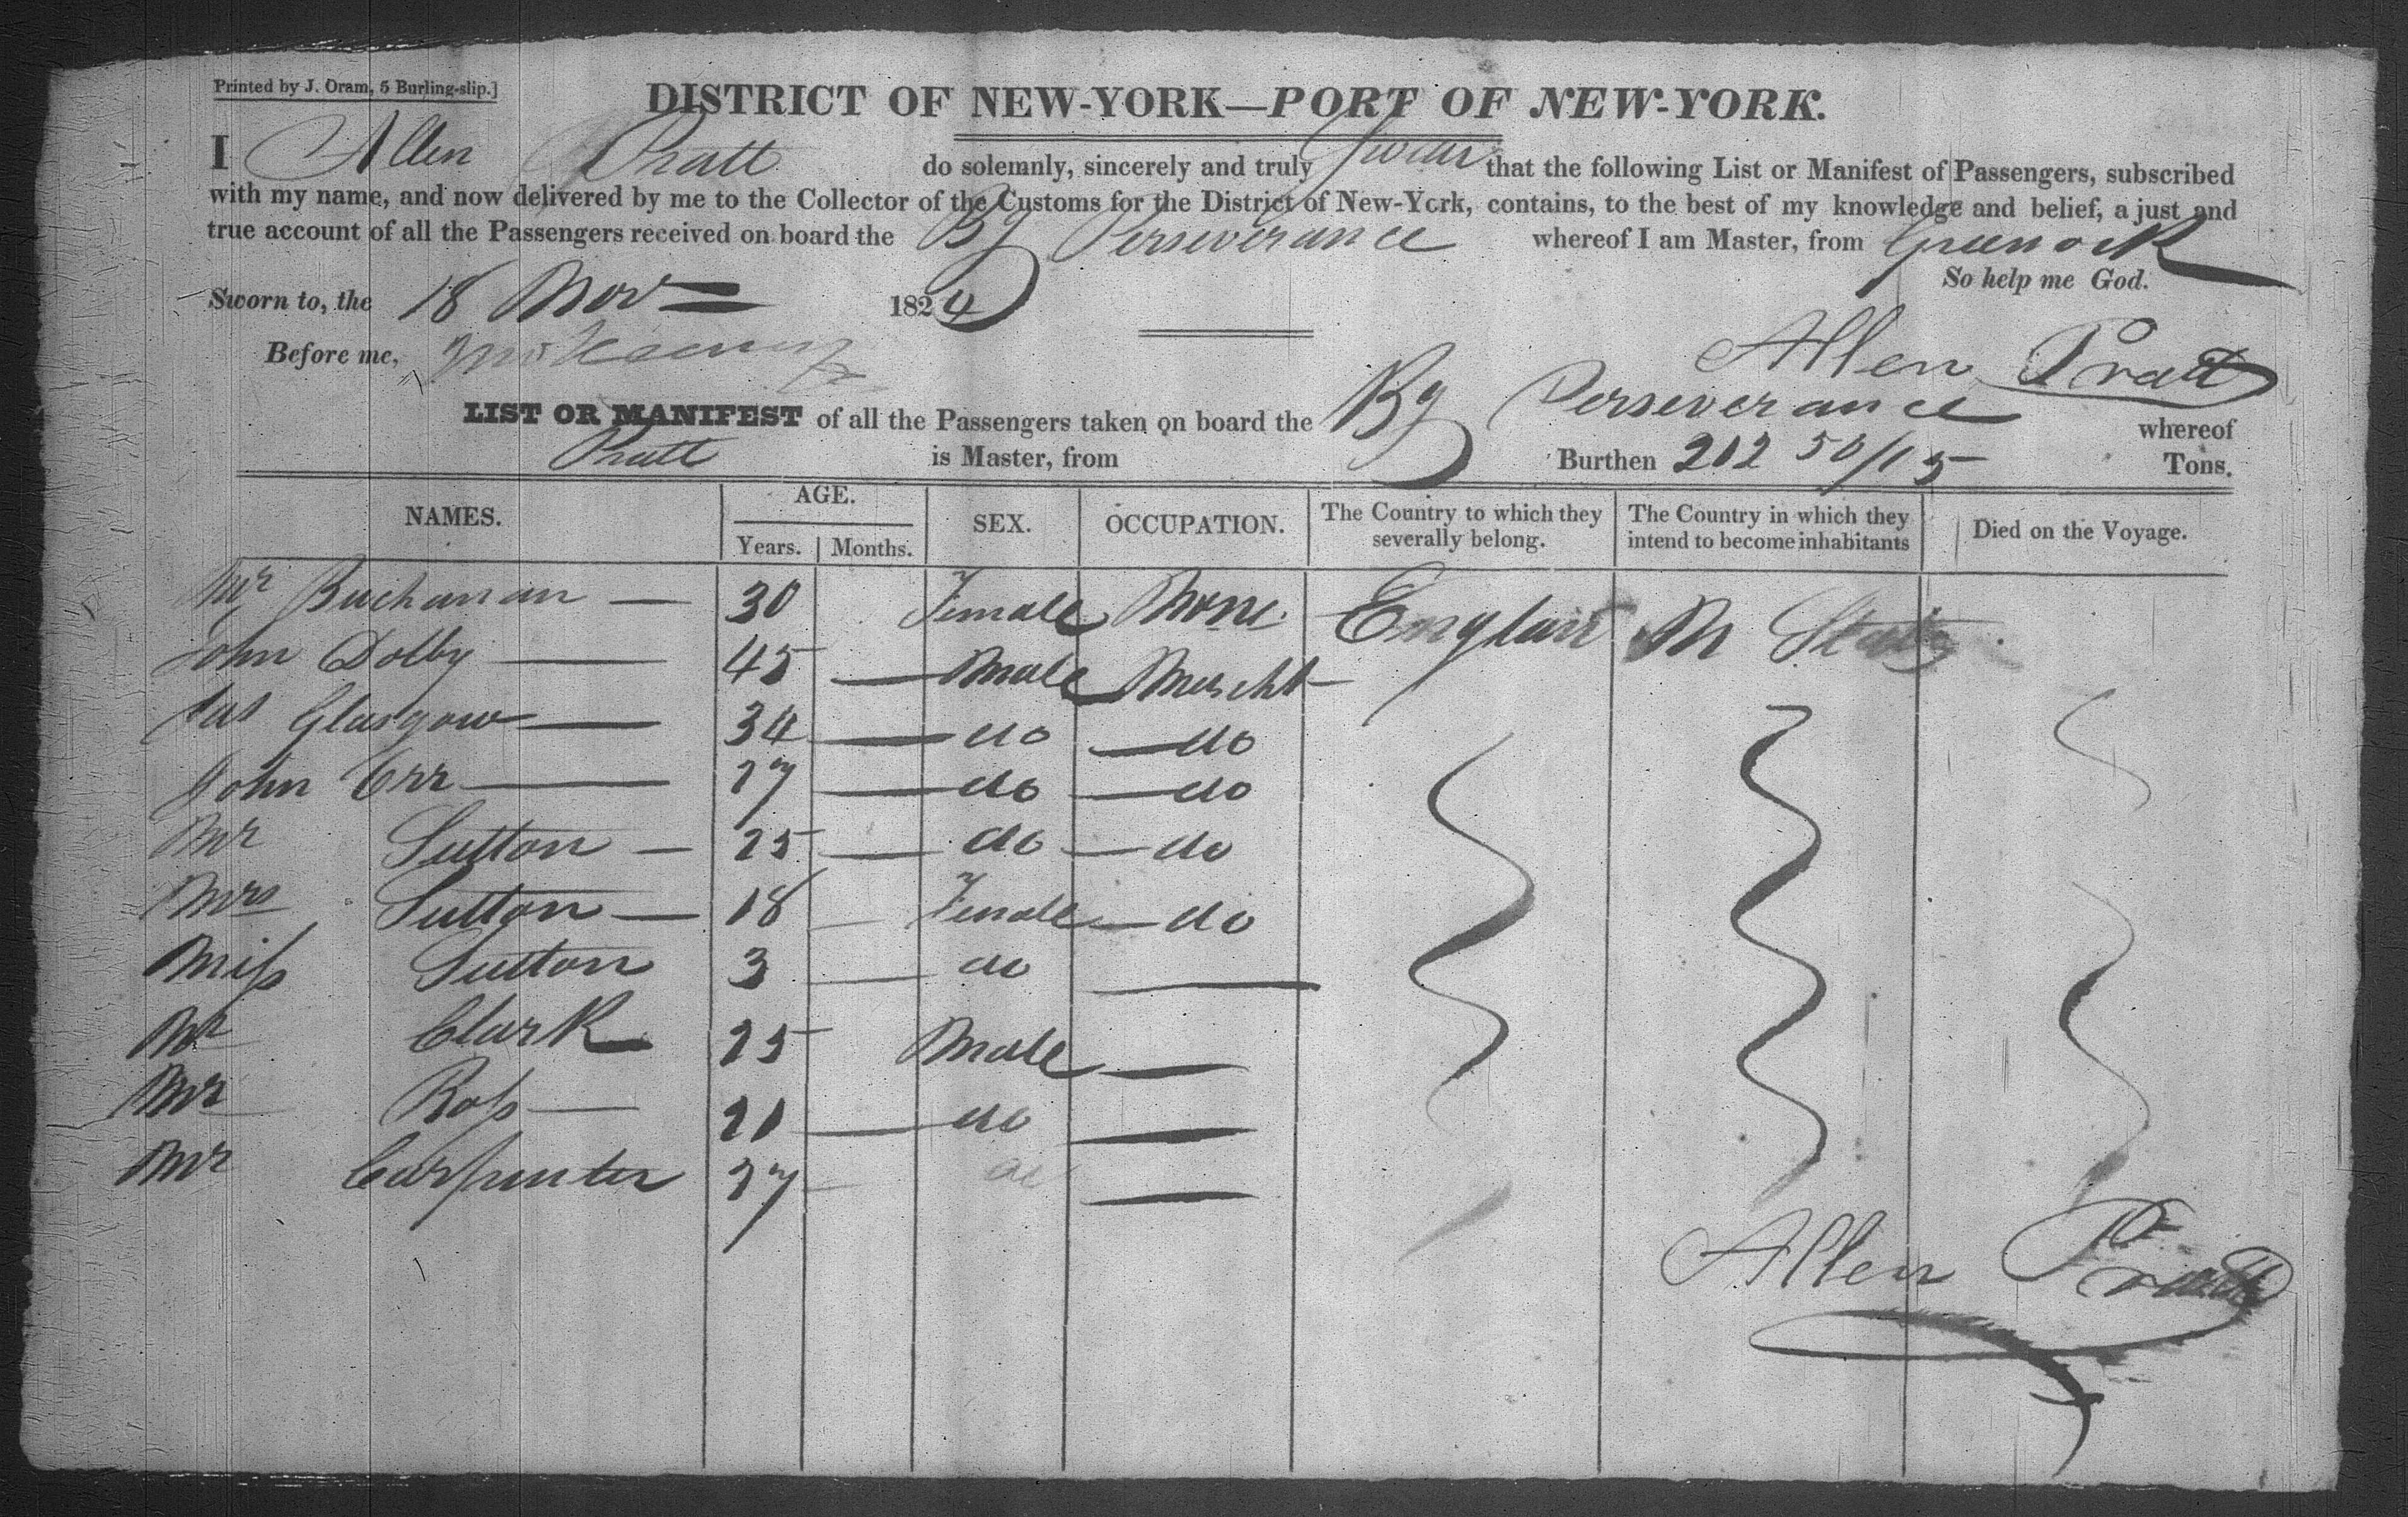 Printed by J. Oram, 5 Burling-slip.]
DISTRICT OF NEW-YORK—PORT OF NEW-YORK.
I Allen Pratt do solemnly, sincerely and truly Swear that the following List or Manifest of Passengers, subscribed
with my name, and now delivered by me to the Collector of the Customs for the District of New-York, contains, to the best of my knowledge and belief, a just and
true account of all the Passengers received on board the Bg Perseverance whereof I am Master, from Greenock
So help me God.
Sworn to, the 18 Nov 1824
Before me,
Allen Pratt
LIST OR MANIFEST of all the Passengers taken on board the Bg Perseverance whereof
Pratt is Master, from Burthen 212 50/15 Tons.
NAMES. AGE. Years. Months. SEX. OCCUPATION. The Country to which they severally belong. The Country in which they intend to become inhabitants Died on the Voyage.
Buchanan — 30 Female None England States
John Dolby — 45 — Male Mercht —
Jas Glasgow — 34 — do — do
John Orr — 27 — do — do
Mr Sutton — 25 — do — do
Mrs Sutton — 18 — Female — do
Miss Sutton 3 — do —
Mr Clark 25 Male —
Mr Ross — 21 — do —
Mr Carpenter 27 — do —
Allen Pratt